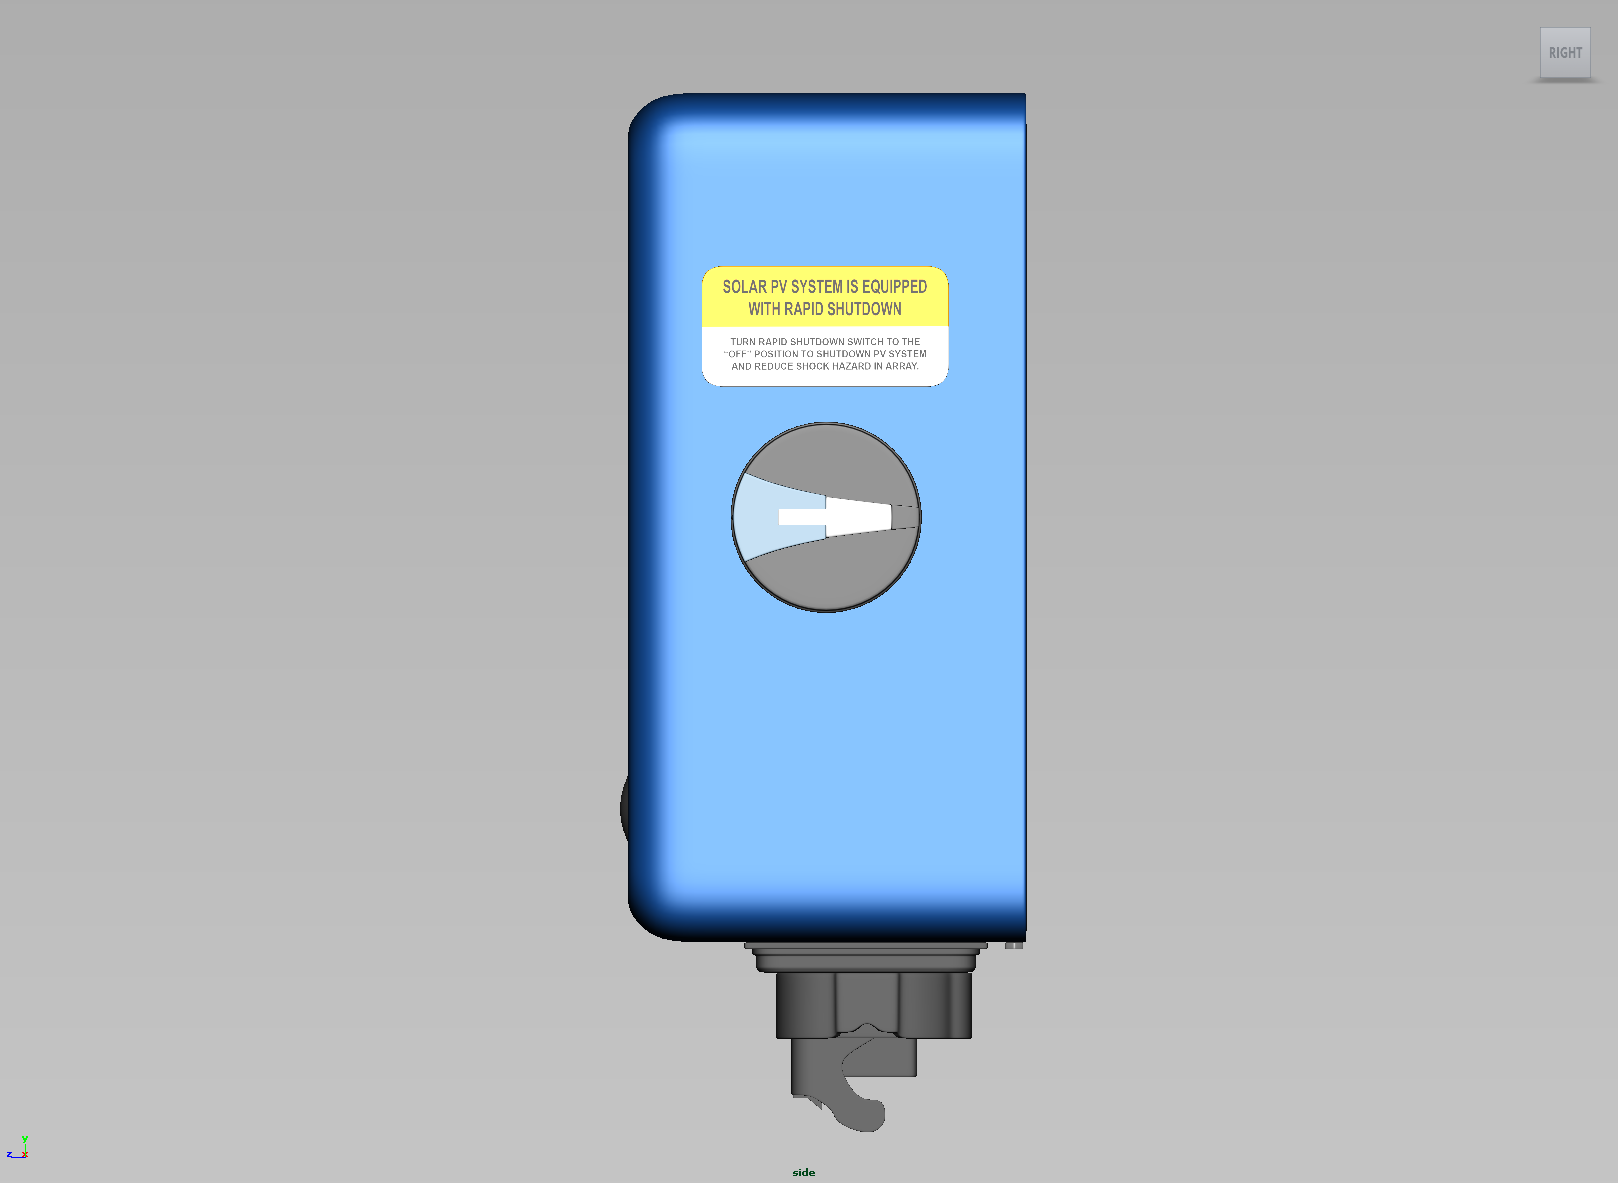 RIGHT
SOLAR PV SYSTEM IS EQUIPPED
WITH RAPID SHUTDOWN
TURN RAPID SHUTDOWN SWITCH TO THE
"OFF" POSITION TO SHUTDOWN PV SYSTEM
AND REDUCE SHOCK HAZARD IN ARRAY.
Y
Z X
side